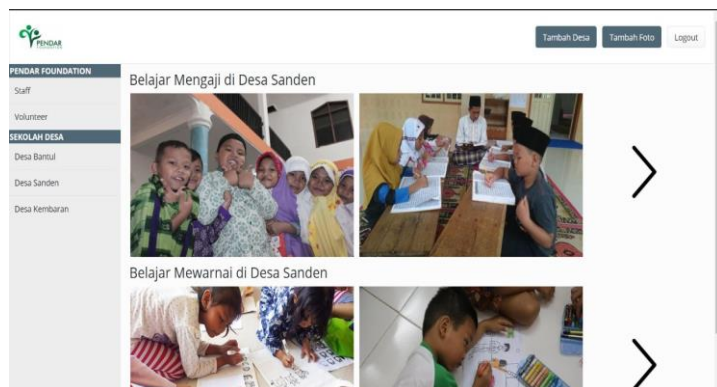 PENDAR
Tambah Desa
Tambah Foto
Logout
PENDAR FOUNDATION
Staff
Volunteer
SEKOLAH DESA
Desa Bantul
Desa Sanden
Desa Kembaran
Belajar Mengaji di Desa Sanden
Belajar Mewarnai di Desa Sanden